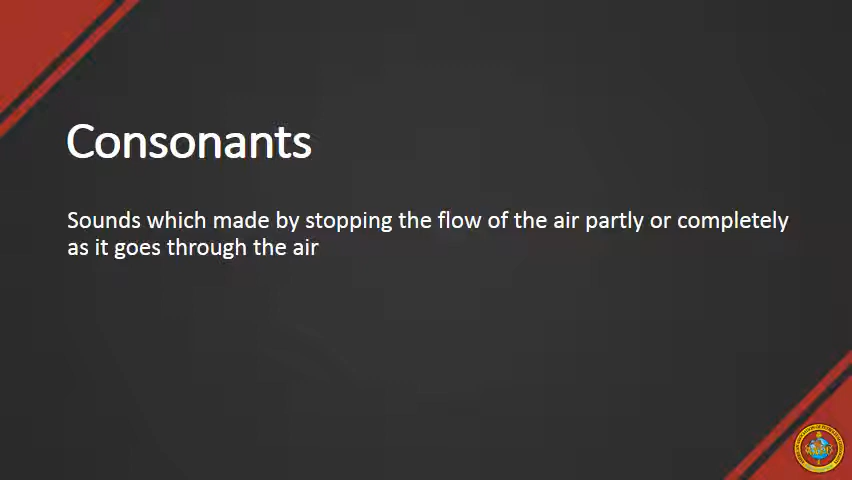 Consonants
Sounds which made by stopping the flow of the air partly or completely
as it goes through the air